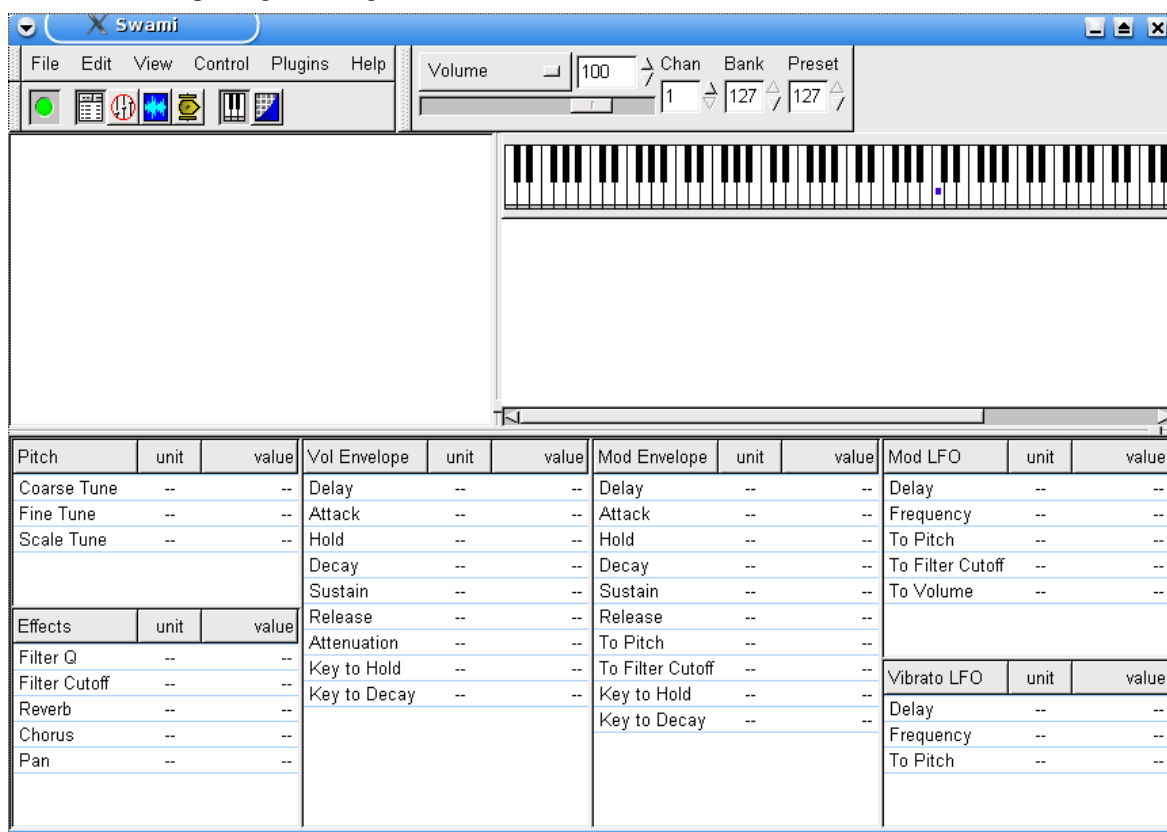 Swami
File Edit View Control Plugins Help
Volume 100 Chan Bank Preset
1 127 127
Pitch unit value
Coarse Tune -- --
Fine Tune -- --
Scale Tune -- --
Effects unit value
Filter Q -- --
Filter Cutoff -- --
Reverb -- --
Chorus -- --
Pan -- --
Vol Envelope unit value
Delay -- --
Attack -- --
Hold -- --
Decay -- --
Sustain -- --
Release -- --
Attenuation -- --
Key to Hold -- --
Key to Decay -- --
Mod Envelope unit value
Delay -- --
Attack -- --
Hold -- --
Decay -- --
Sustain -- --
Release -- --
To Pitch -- --
To Filter Cutoff -- --
Key to Hold -- --
Key to Decay -- --
Mod LFO unit value
Delay -- --
Frequency -- --
To Pitch -- --
To Filter Cutoff -- --
To Volume -- --
Vibrato LFO unit value
Delay -- --
Frequency -- --
To Pitch -- --